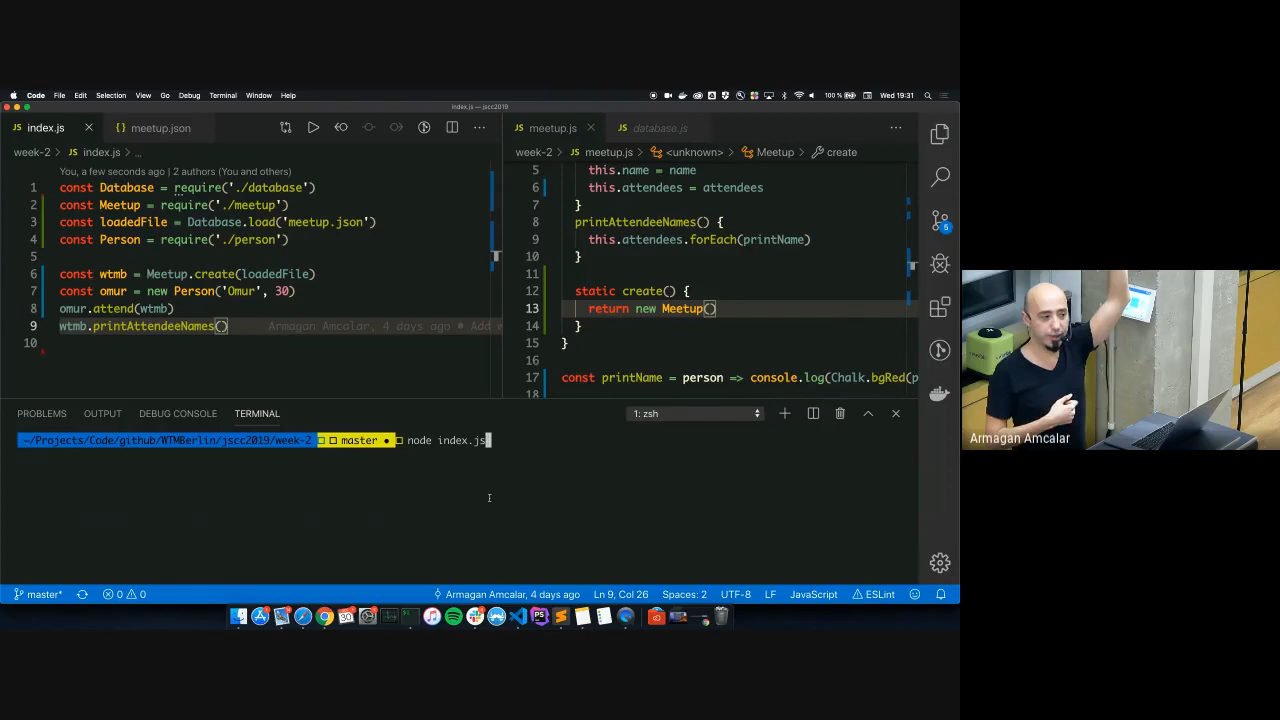 Code File Edit Selection View Go Debug Terminal Window Help 100 % Wed 19:31
index.js — jscc2019
JS index.js
{} meetup.json
week-2 > JS index.js > ...
You, a few seconds ago | 2 authors (You and others)
1 const Database = require('./database')
2 const Meetup = require('./meetup')
3 const loadedFile = Database.load('meetup.json')
4 const Person = require('./person')
5
6 const wtmb = Meetup.create(loadedFile)
7 const omur = new Person('Omur', 30)
8 omur.attend(wtmb)
9 wtmb.printAttendeeNames() Armagan Amcalar, 4 days ago • Add
10
JS meetup.js
JS database.js
week-2 > JS meetup.js > <unknown> > Meetup > create
5 this.name = name
6 this.attendees = attendees
7 }
8 printAttendeeNames() {
9 this.attendees.forEach(printName)
10 }
11
12 static create() {
13 return new Meetup()
14 }
15 }
16
17 const printName = person => console.log(Chalk.bgRed(p
18
5
PROBLEMS OUTPUT DEBUG CONSOLE TERMINAL 1: zsh
~/Projects/Code/github/WTMBerlin/jscc2019/week-2 master • node index.js
master* 0 0 Armagan Amcalar, 4 days ago Ln 9, Col 26 Spaces: 2 UTF-8 LF JavaScript ESLint
Armagan Amcalar